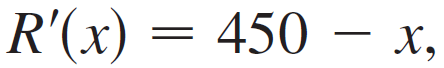 R′(x) = 450 − x,